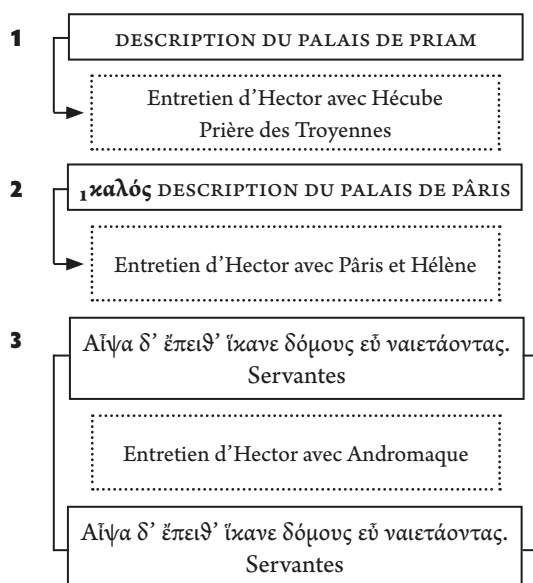 1 DESCRIPTION DU PALAIS DE PRIAM
Entretien d’Hector avec Hécube
Prière des Troyennes
2 ₁καλός DESCRIPTION DU PALAIS DE PÂRIS
Entretien d’Hector avec Pâris et Hélène
3 Αἶψα δ’ ἔπειθ’ ἵκανε δόμους εὖ ναιετάοντας.
Servantes
Entretien d’Hector avec Andromaque
Αἶψα δ’ ἔπειθ’ ἵκανε δόμους εὖ ναιετάοντας.
Servantes